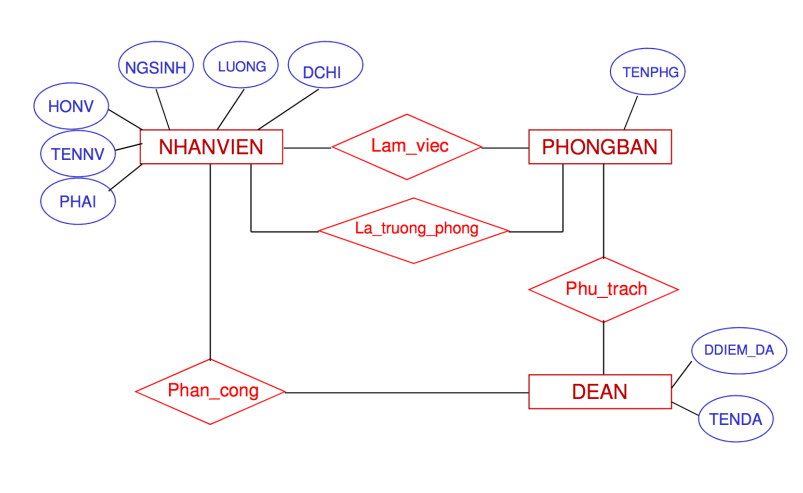 NGSINH
LUONG
DCHI
TENPHG
HONV
TENNV
NHANVIEN
Lam_viec
PHONGBAN
PHAI
La_truong_phong
Phu_trach
DDIEM_DA
Phan_cong
DEAN
TENDA